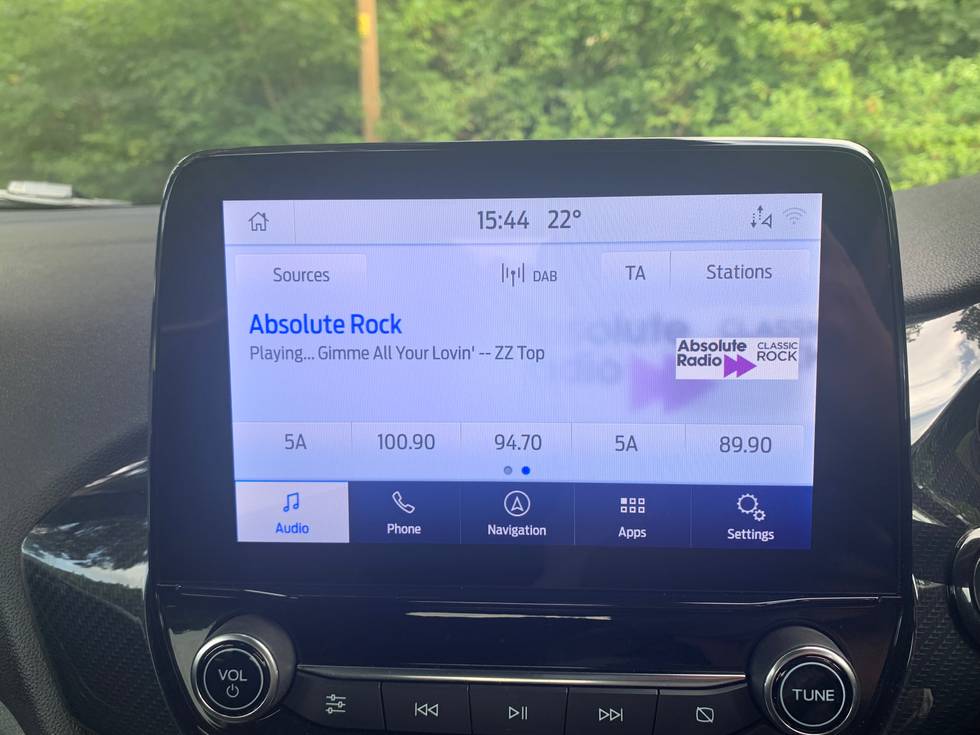 15:44 22°
Sources DAB TA Stations
Absolute Rock
Playing... Gimme All Your Lovin' -- ZZ Top
Absolute Radio
CLASSIC ROCK
5A 100.90 94.70 5A 89.90
Audio Phone Navigation Apps Settings
VOL
TUNE